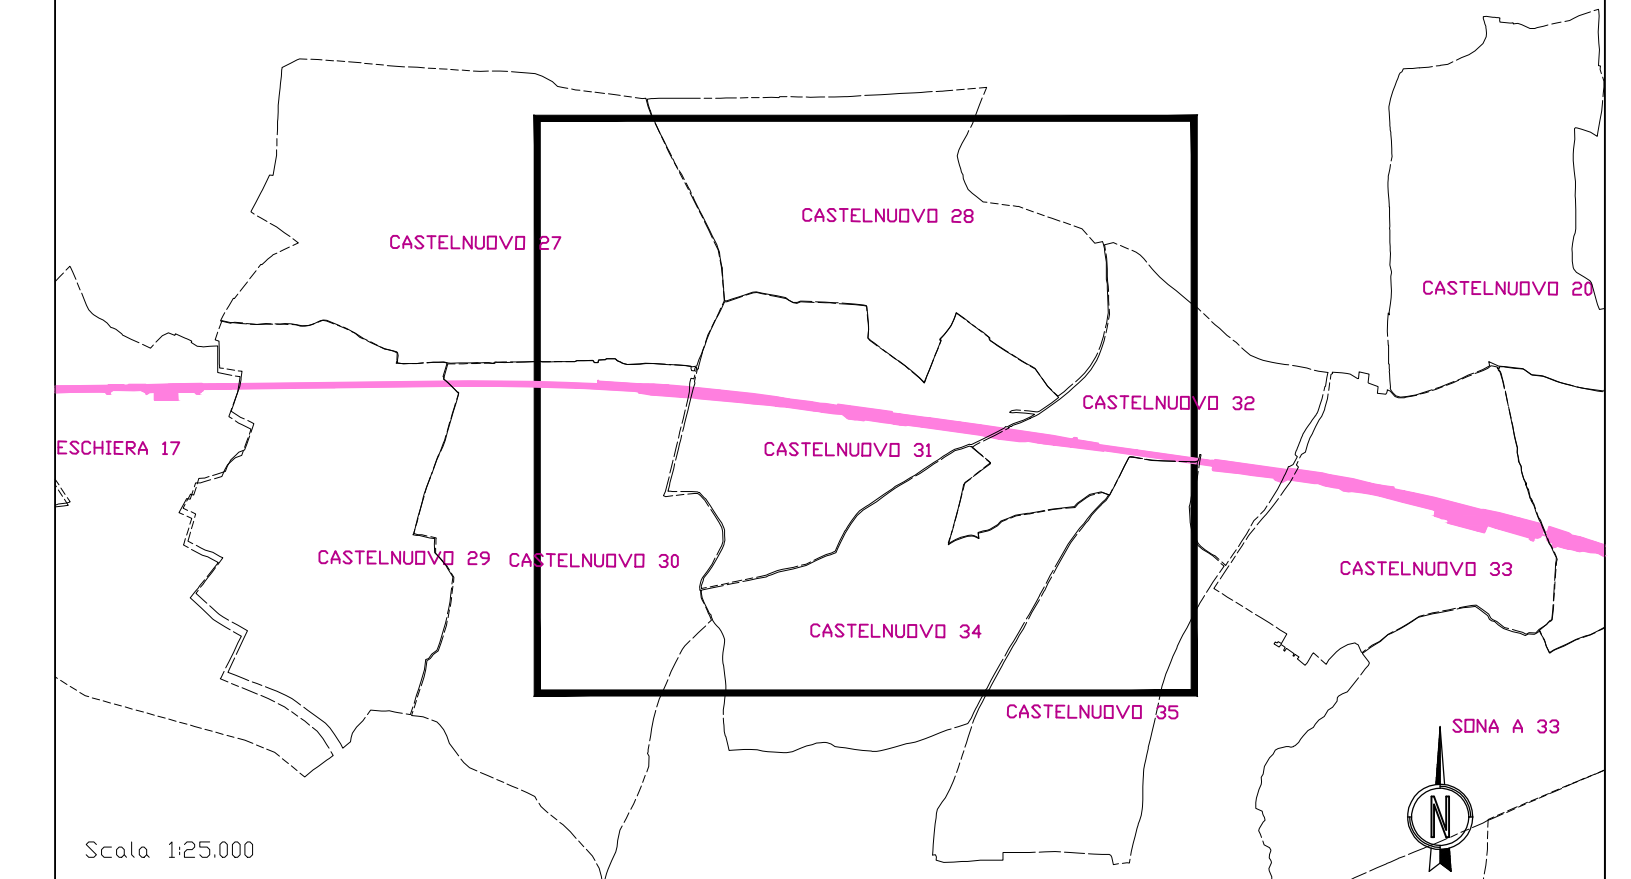 CASTELNUOVO 28
CASTELNUOVO 27
CASTELNUOVO 20
CASTELNUOVO 32
ESCHIERA 17
CASTELNUOVO 31
CASTELNUOVO 29
CASTELNUOVO 30
CASTELNUOVO 33
CASTELNUOVO 34
CASTELNUOVO 35
SONA A 33
N
Scala 1:25.000